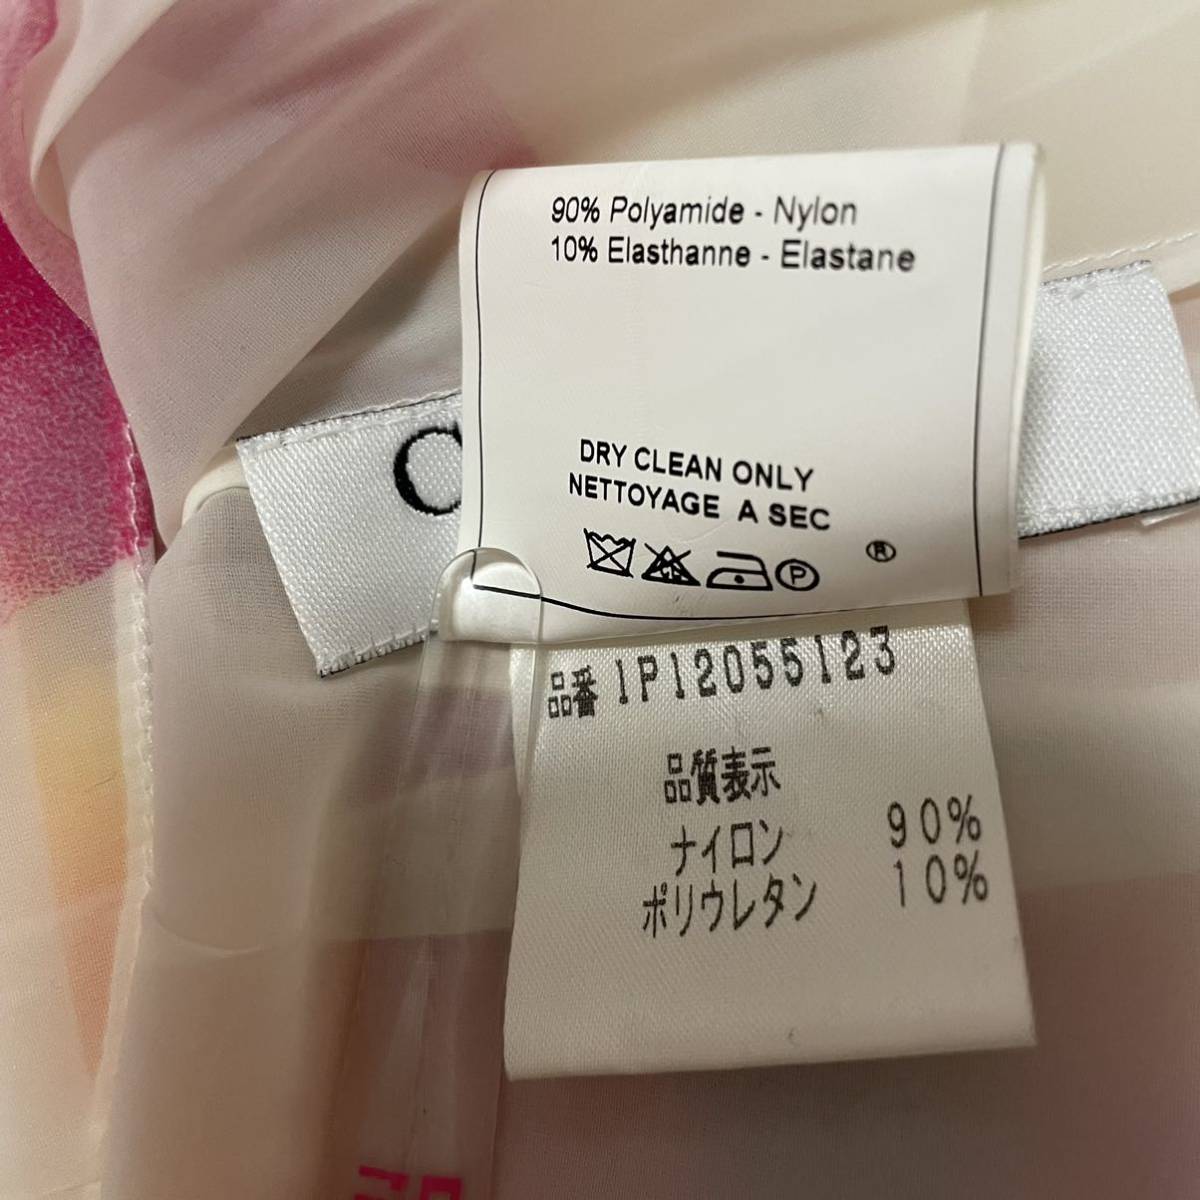 90% Polyamide - Nylon
10% Elasthanne - Elastane
C
DRY CLEAN ONLY
NETTOYAGE A SEC
P ®
品番 1P12055123
品質表示
ナイロン 90%
ポリウレタン 10%